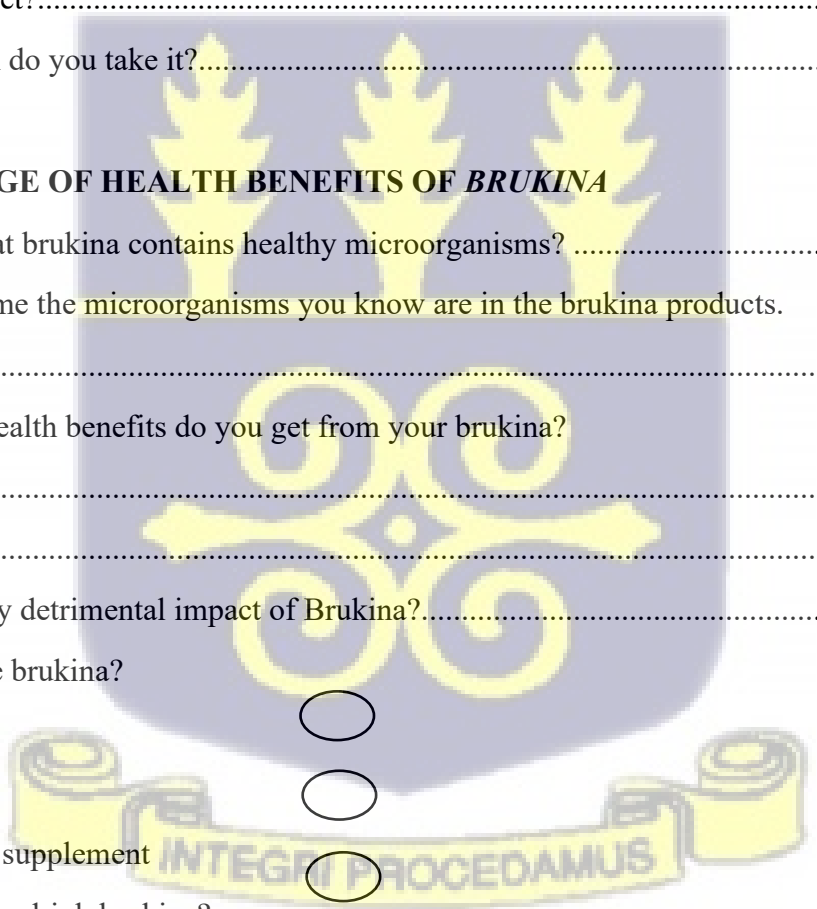 ct?..........................................................................................
do you take it?..................................................................
GE OF HEALTH BENEFITS OF BRUKINA
at brukina contains healthy microorganisms? ..........................
me the microorganisms you know are in the brukina products.
..........................................................................................
ealth benefits do you get from your brukina?
..........................................................................................
..........................................................................................
y detrimental impact of Brukina?..........................................
e brukina?
supplement
INTEGRI PROCEDAMUS